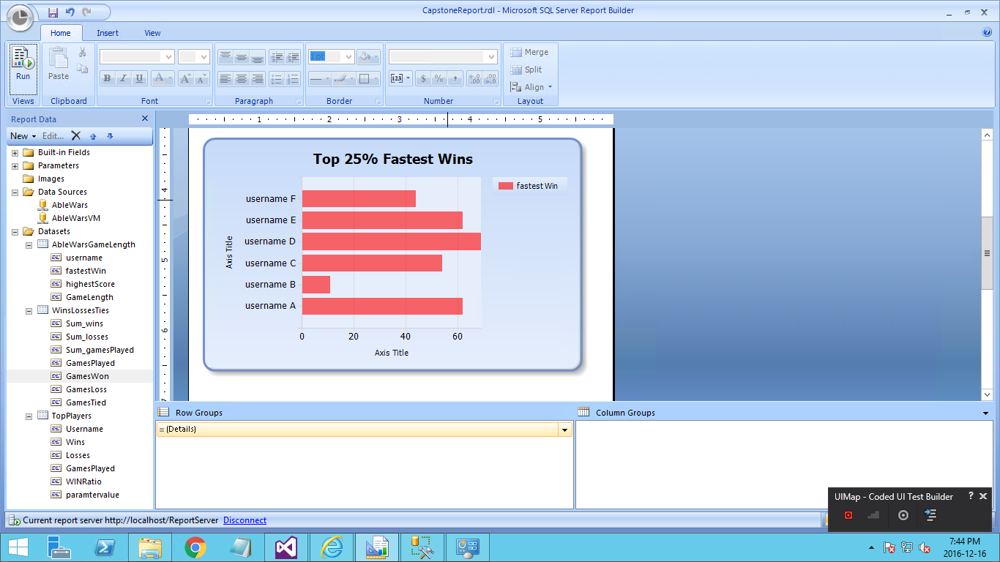 CapstoneReport.rdl - Microsoft SQL Server Report Builder
Home Insert View
Run
Paste
1pt
Merge
Split
Align
B I U A A A
[123] $ % ,
Views Clipboard Font Paragraph Border Number Layout
Report Data
New Edit...
Built-in Fields
Parameters
Images
Data Sources
AbleWars
AbleWarsVM
Datasets
AbleWarsGameLength
username
fastestWin
highestScore
GameLength
WinsLossesTies
Sum_wins
Sum_losses
Sum_gamesPlayed
GamesPlayed
GamesWon
GamesLoss
GamesTied
TopPlayers
Username
Wins
Losses
GamesPlayed
WINRatio
paramtervalue
1 2 3 4 5
4
5
6
Top 25% Fastest Wins
fastest Win
username F
username E
username D
username C
username B
username A
Axis Title
0 20 40 60
Axis Title
Row Groups
(Details)
Column Groups
UIMap - Coded UI Test Builder ?
Current report server http://localhost/ReportServer Disconnect
7:44 PM
2016-12-16